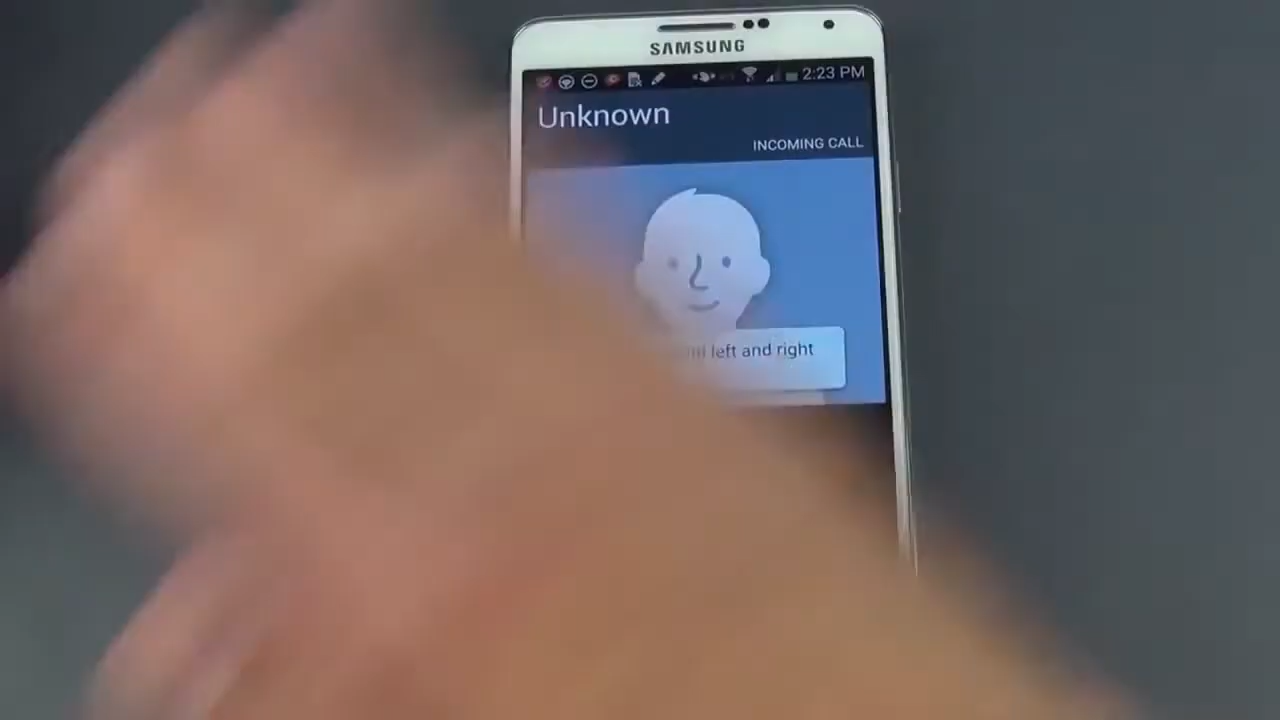 SAMSUNG
2:23 PM
Unknown
INCOMING CALL
left and right